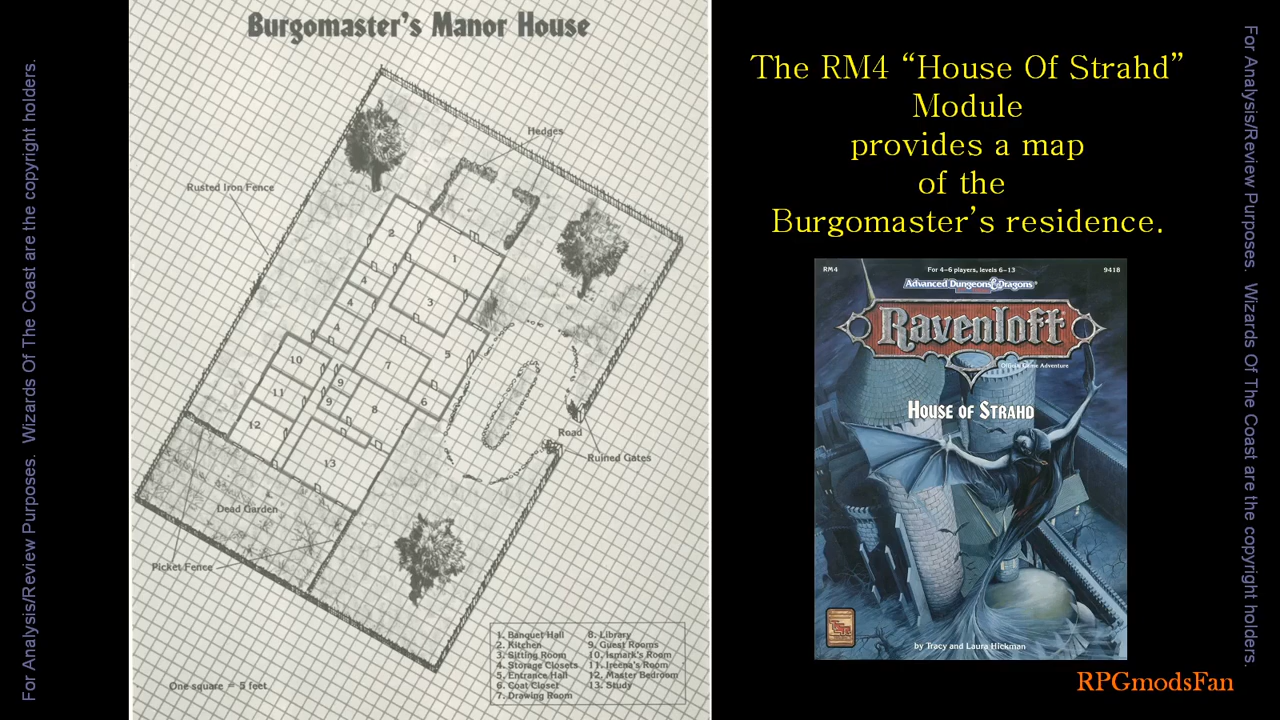 For Analysis/Review Purposes.  Wizards Of The Coast are the copyright holders.
Burgomaster's Manor House
Hedges
Rusted Iron Fence
2
1
4
3
4
4
5
10
7
9
11
9
6
8
12
13
Road
Ruined Gates
Dead Garden
Picket Fence
One square = 5 feet
1. Banquet Hall
2. Kitchen
3. Sitting Room
4. Storage Closets
5. Entrance Hall
6. Coat Closet
7. Drawing Room
8. Library
9. Guest Rooms
10. Ismark's Room
11. Ireena's Room
12. Master Bedroom
13. Study
The RM4 “House Of Strahd”
Module
provides a map
of the
Burgomaster’s residence.
RM4
For 4–6 players, levels 6–13
9418
Advanced Dungeons & Dragons
Ravenloft
Official Game Adventure
House of Strahd
by Tracy and Laura Hickman
RPGmodsFan
For Analysis/Review Purposes.  Wizards Of The Coast are the copyright holders.